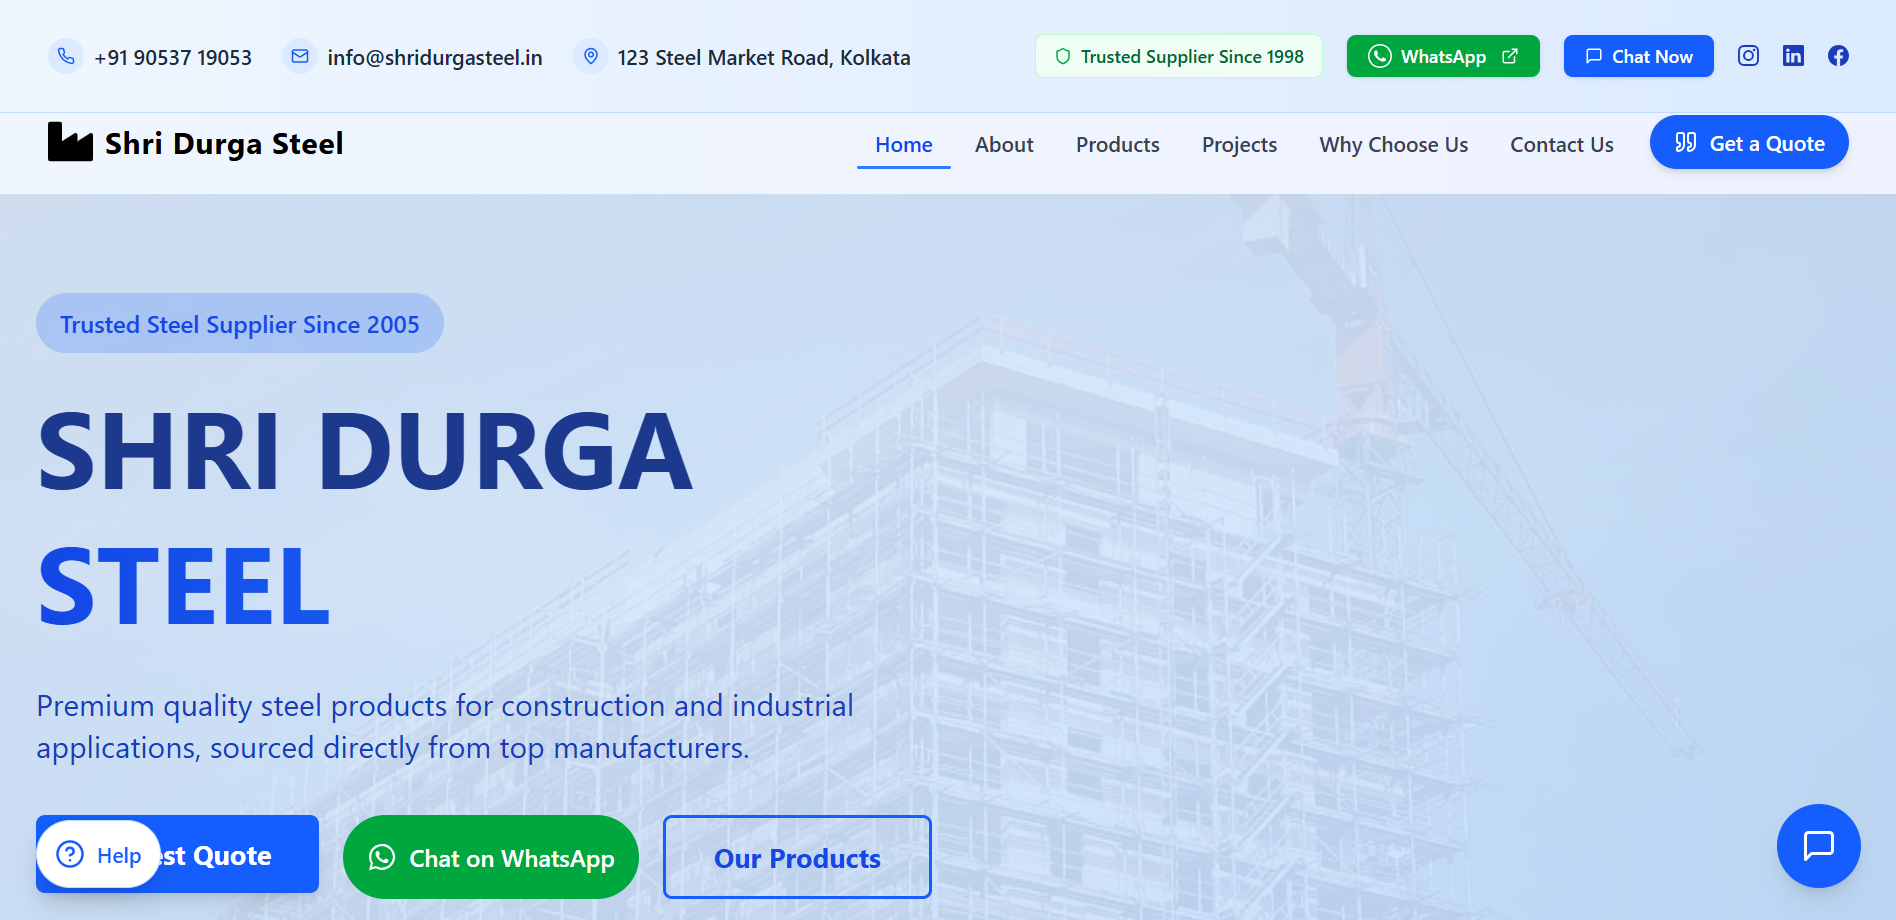 +91 90537 19053
info@shridurgasteel.in
123 Steel Market Road, Kolkata
Trusted Supplier Since 1998
WhatsApp
Chat Now
Shri Durga Steel
Home
About
Products
Projects
Why Choose Us
Contact Us
Get a Quote
Trusted Steel Supplier Since 2005
SHRI DURGA
STEEL
Premium quality steel products for construction and industrial
applications, sourced directly from top manufacturers.
Help
Quote
Chat on WhatsApp
Our Products